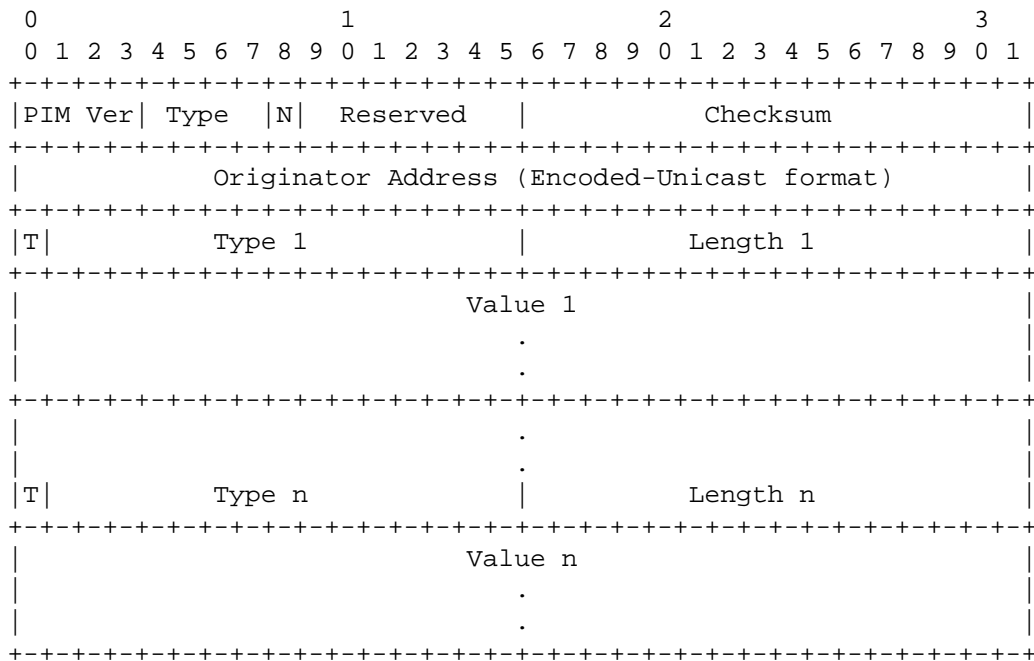 0                   1                   2                   3
 0 1 2 3 4 5 6 7 8 9 0 1 2 3 4 5 6 7 8 9 0 1 2 3 4 5 6 7 8 9 0 1
+-+-+-+-+-+-+-+-+-+-+-+-+-+-+-+-+-+-+-+-+-+-+-+-+-+-+-+-+-+-+-+-+
|PIM Ver| Type  |N|  Reserved   |           Checksum            |
+-+-+-+-+-+-+-+-+-+-+-+-+-+-+-+-+-+-+-+-+-+-+-+-+-+-+-+-+-+-+-+-+
|            Originator Address (Encoded-Unicast format)        |
+-+-+-+-+-+-+-+-+-+-+-+-+-+-+-+-+-+-+-+-+-+-+-+-+-+-+-+-+-+-+-+-+
|T|          Type 1             |          Length 1             |
+-+-+-+-+-+-+-+-+-+-+-+-+-+-+-+-+-+-+-+-+-+-+-+-+-+-+-+-+-+-+-+-+
|                            Value 1                            |
|                               .                               |
|                               .                               |
+-+-+-+-+-+-+-+-+-+-+-+-+-+-+-+-+-+-+-+-+-+-+-+-+-+-+-+-+-+-+-+-+
|                               .                               |
|                               .                               |
|T|          Type n             |          Length n             |
+-+-+-+-+-+-+-+-+-+-+-+-+-+-+-+-+-+-+-+-+-+-+-+-+-+-+-+-+-+-+-+-+
|                            Value n                            |
|                               .                               |
|                               .                               |
+-+-+-+-+-+-+-+-+-+-+-+-+-+-+-+-+-+-+-+-+-+-+-+-+-+-+-+-+-+-+-+-+